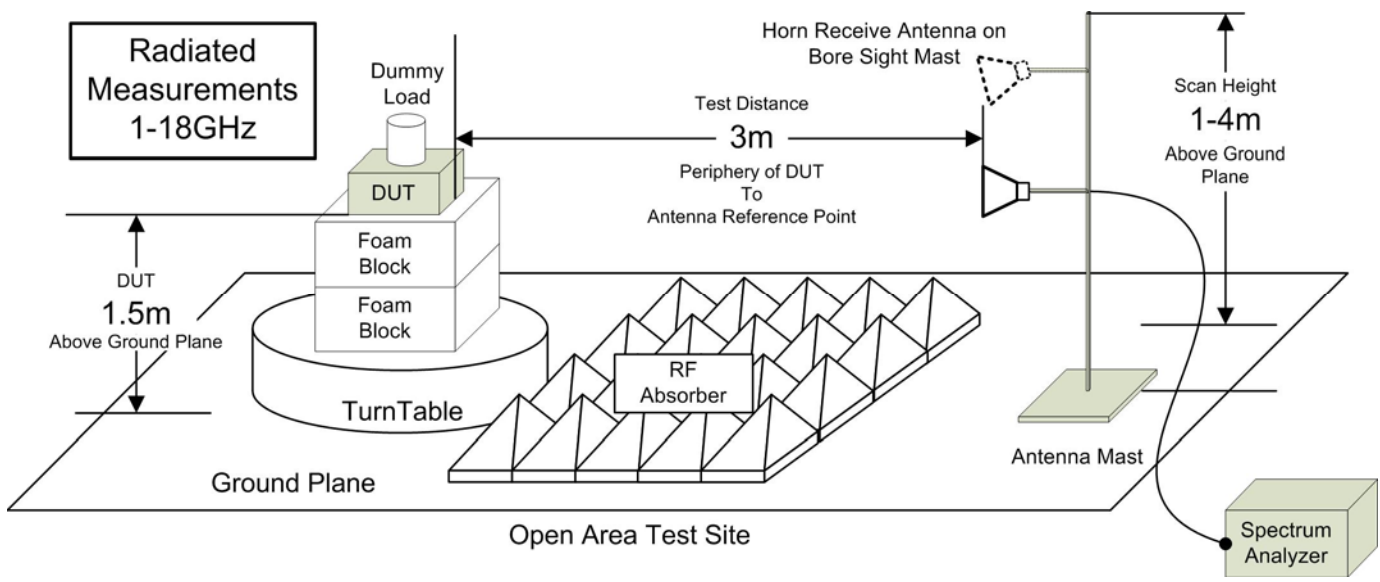 Radiated
Measurements
1-18GHz
Dummy
Load
DUT
Foam
Block
Foam
Block
TurnTable
DUT
1.5m
Above Ground Plane
Test Distance
3m
Periphery of DUT
To
Antenna Reference Point
Horn Receive Antenna on
Bore Sight Mast
Scan Height
1-4m
Above Ground
Plane
RF
Absorber
Antenna Mast
Ground Plane
Open Area Test Site
Spectrum
Analyzer